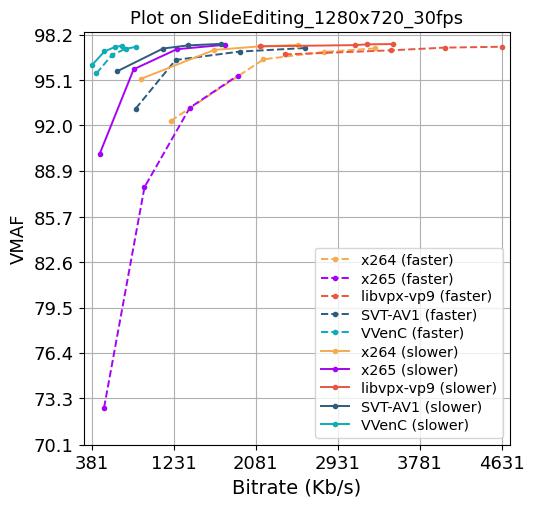 Plot on SlideEditing_1280x720_30fps
98.2
95.1
92.0
88.9
85.7
82.6
79.5
76.4
73.3
70.1
VMAF
x264 (faster)
x265 (faster)
libvpx-vp9 (faster)
SVT-AV1 (faster)
VVenC (faster)
x264 (slower)
x265 (slower)
libvpx-vp9 (slower)
SVT-AV1 (slower)
VVenC (slower)
381 1231 2081 2931 3781 4631
Bitrate (Kb/s)